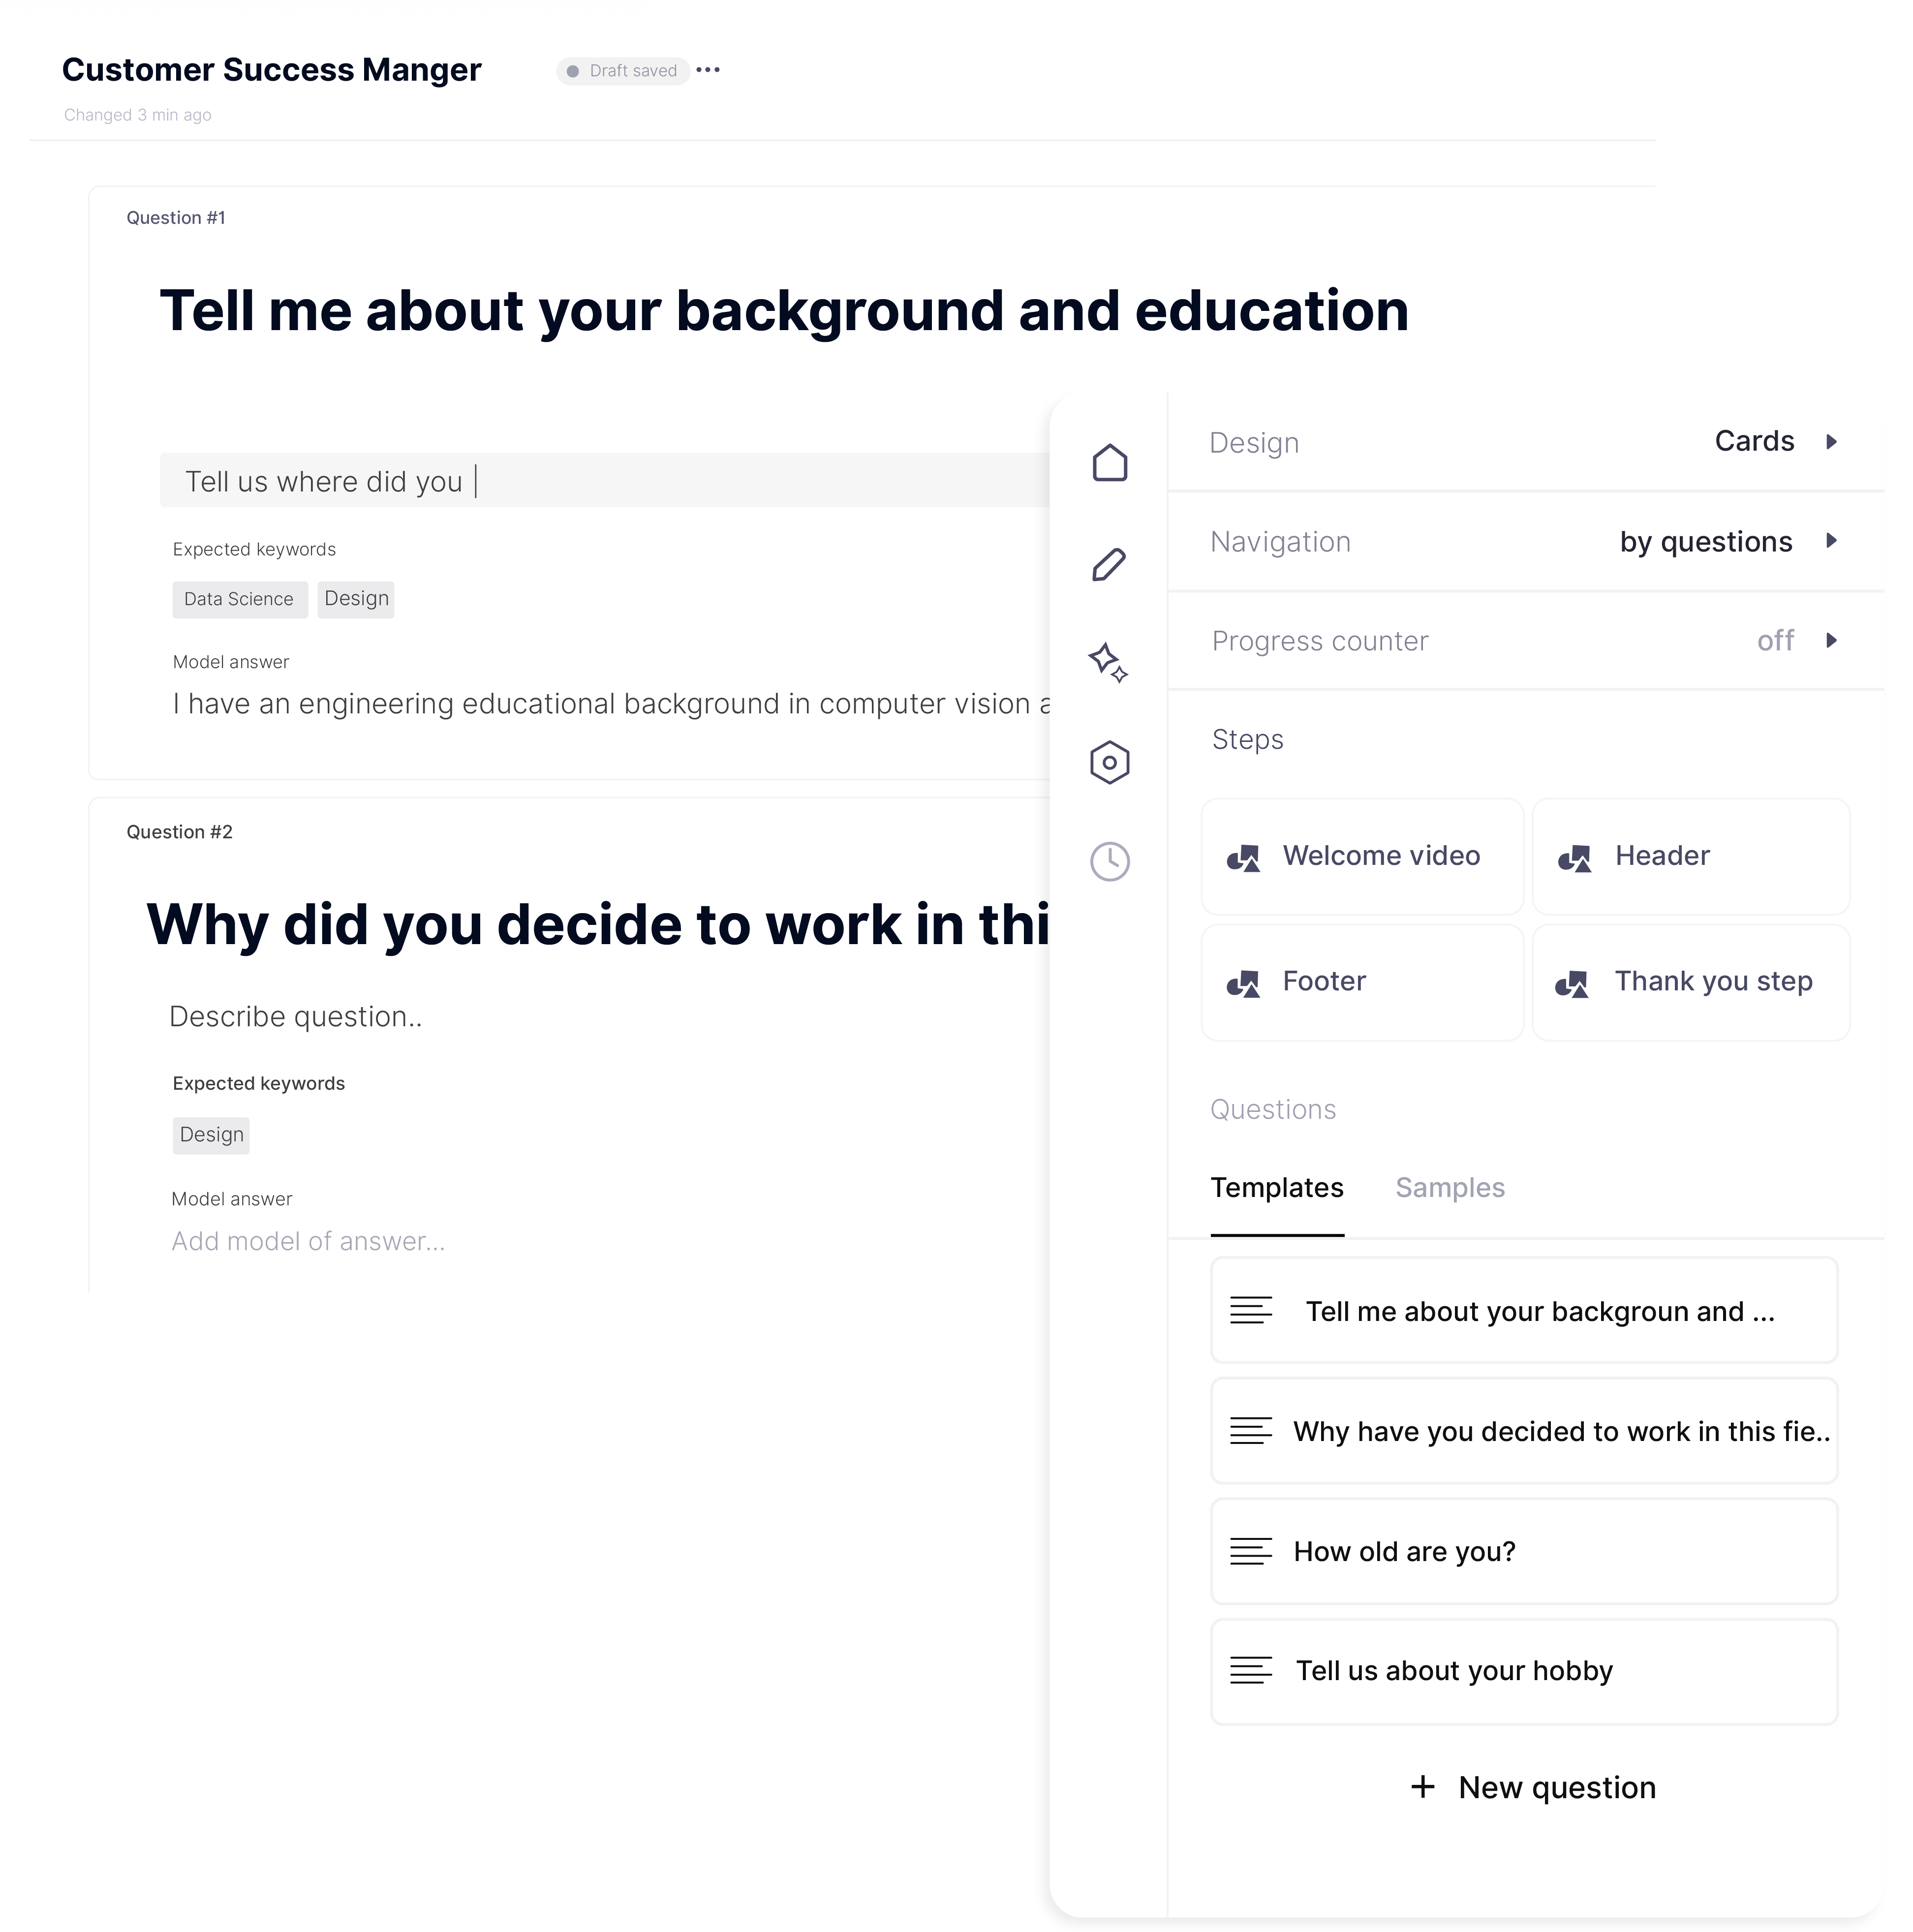 Customer Success Manger
Draft saved
Changed 3 min ago
Question #1
Tell me about your background and education
Tell us where did you
Expected keywords
Data Science
Design
Model answer
I have an engineering educational background in computer vision a
Question #2
Why did you decide to work in thi
Describe question..
Expected keywords
Design
Model answer
Add model of answer...
Design
Cards
Navigation
by questions
Progress counter
off
Steps
Welcome video
Header
Footer
Thank you step
Questions
Templates
Samples
Tell me about your backgroun and ...
Why have you decided to work in this fie..
How old are you?
Tell us about your hobby
+ New question